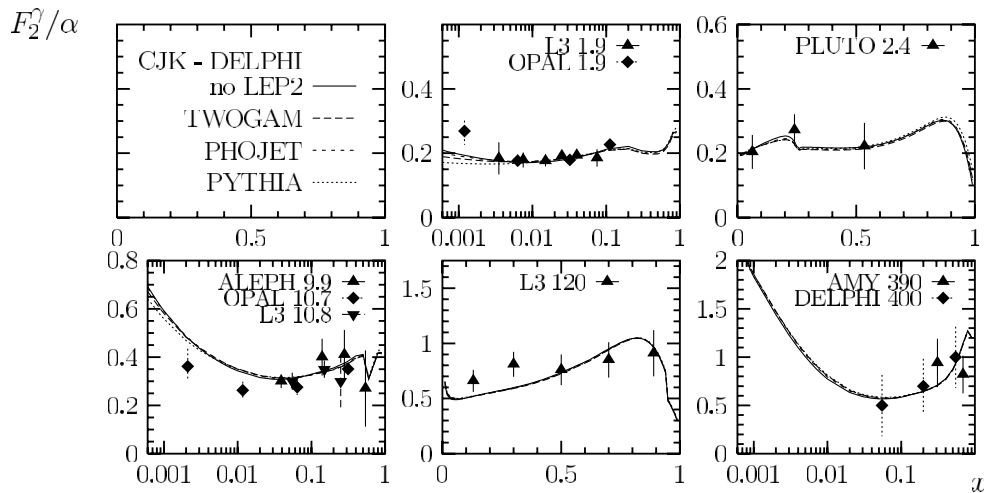 F₂^γ/α
CJK - DELPHI
no LEP2
TWOGAM
PHOJET
PYTHIA
0 0.5 1
L3 1.9
OPAL 1.9
0.4
0.2
0
0.001 0.01 0.1 1
PLUTO 2.4
0.6
0.4
0.2
0
0 0.5 1
ALEPH 9.9
OPAL 10.7
L3 10.8
0.8
0.6
0.4
0.2
0
0.001 0.01 0.1 1
L3 120
1.5
1
0.5
0
0 0.5 1
AMY 390
DELPHI 400
2
1.5
1
0.5
0
0.001 0.01 0.1
x